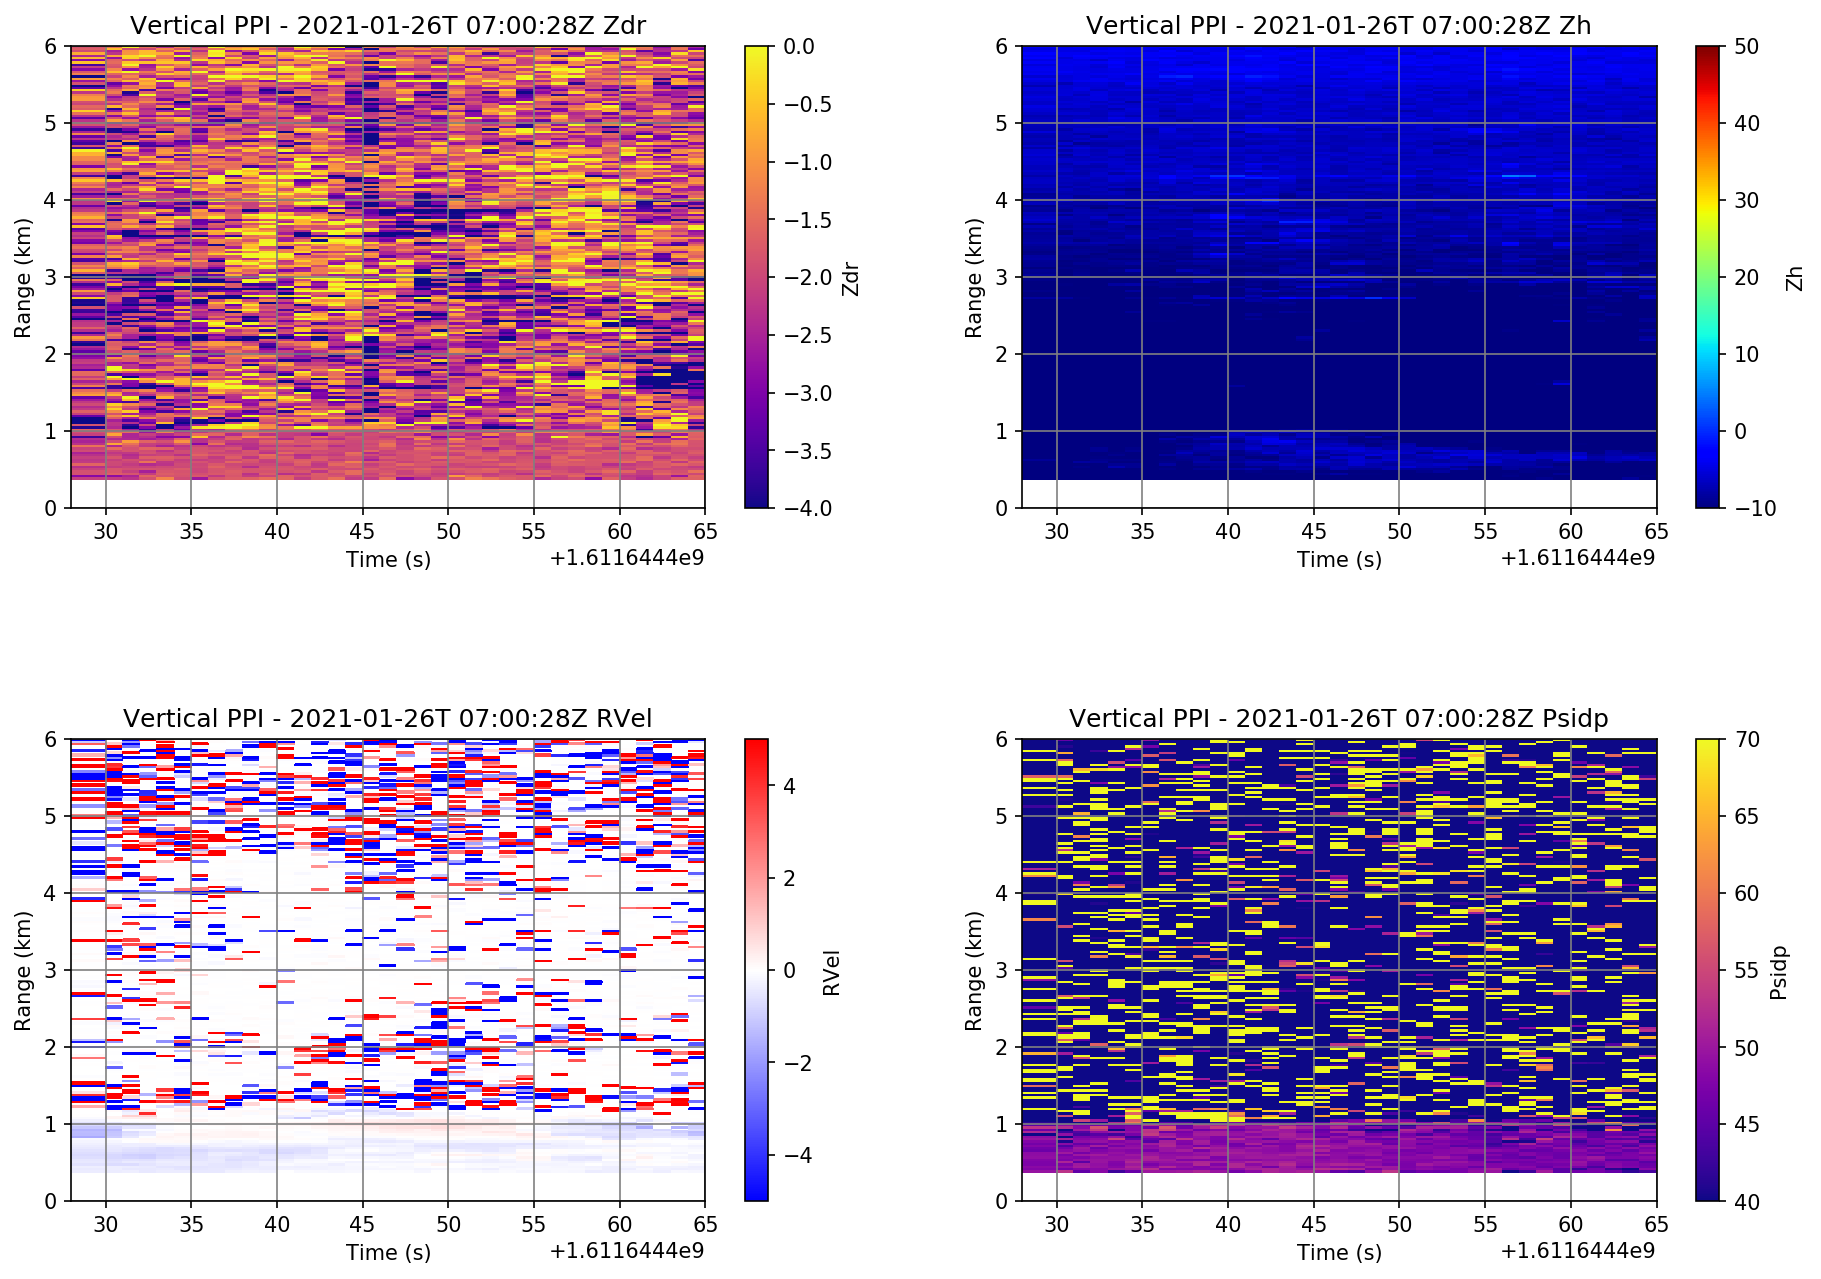 Vertical PPI - 2021-01-26T 07:00:28Z Zdr
6
5
4
3
2
1
0
Range (km)
30 35 40 45 50 55 60 65
Time (s)
+1.6116444e9
0.0
−0.5
−1.0
−1.5
−2.0
−2.5
−3.0
−3.5
−4.0
Zdr
Vertical PPI - 2021-01-26T 07:00:28Z Zh
6
5
4
3
2
1
0
Range (km)
30 35 40 45 50 55 60 65
Time (s)
+1.6116444e9
50
40
30
20
10
0
−10
Zh
Vertical PPI - 2021-01-26T 07:00:28Z RVel
6
5
4
3
2
1
0
Range (km)
30 35 40 45 50 55 60 65
Time (s)
+1.6116444e9
4
2
0
−2
−4
RVel
Vertical PPI - 2021-01-26T 07:00:28Z Psidp
6
5
4
3
2
1
0
Range (km)
30 35 40 45 50 55 60 65
Time (s)
+1.6116444e9
70
65
60
55
50
45
40
Psidp